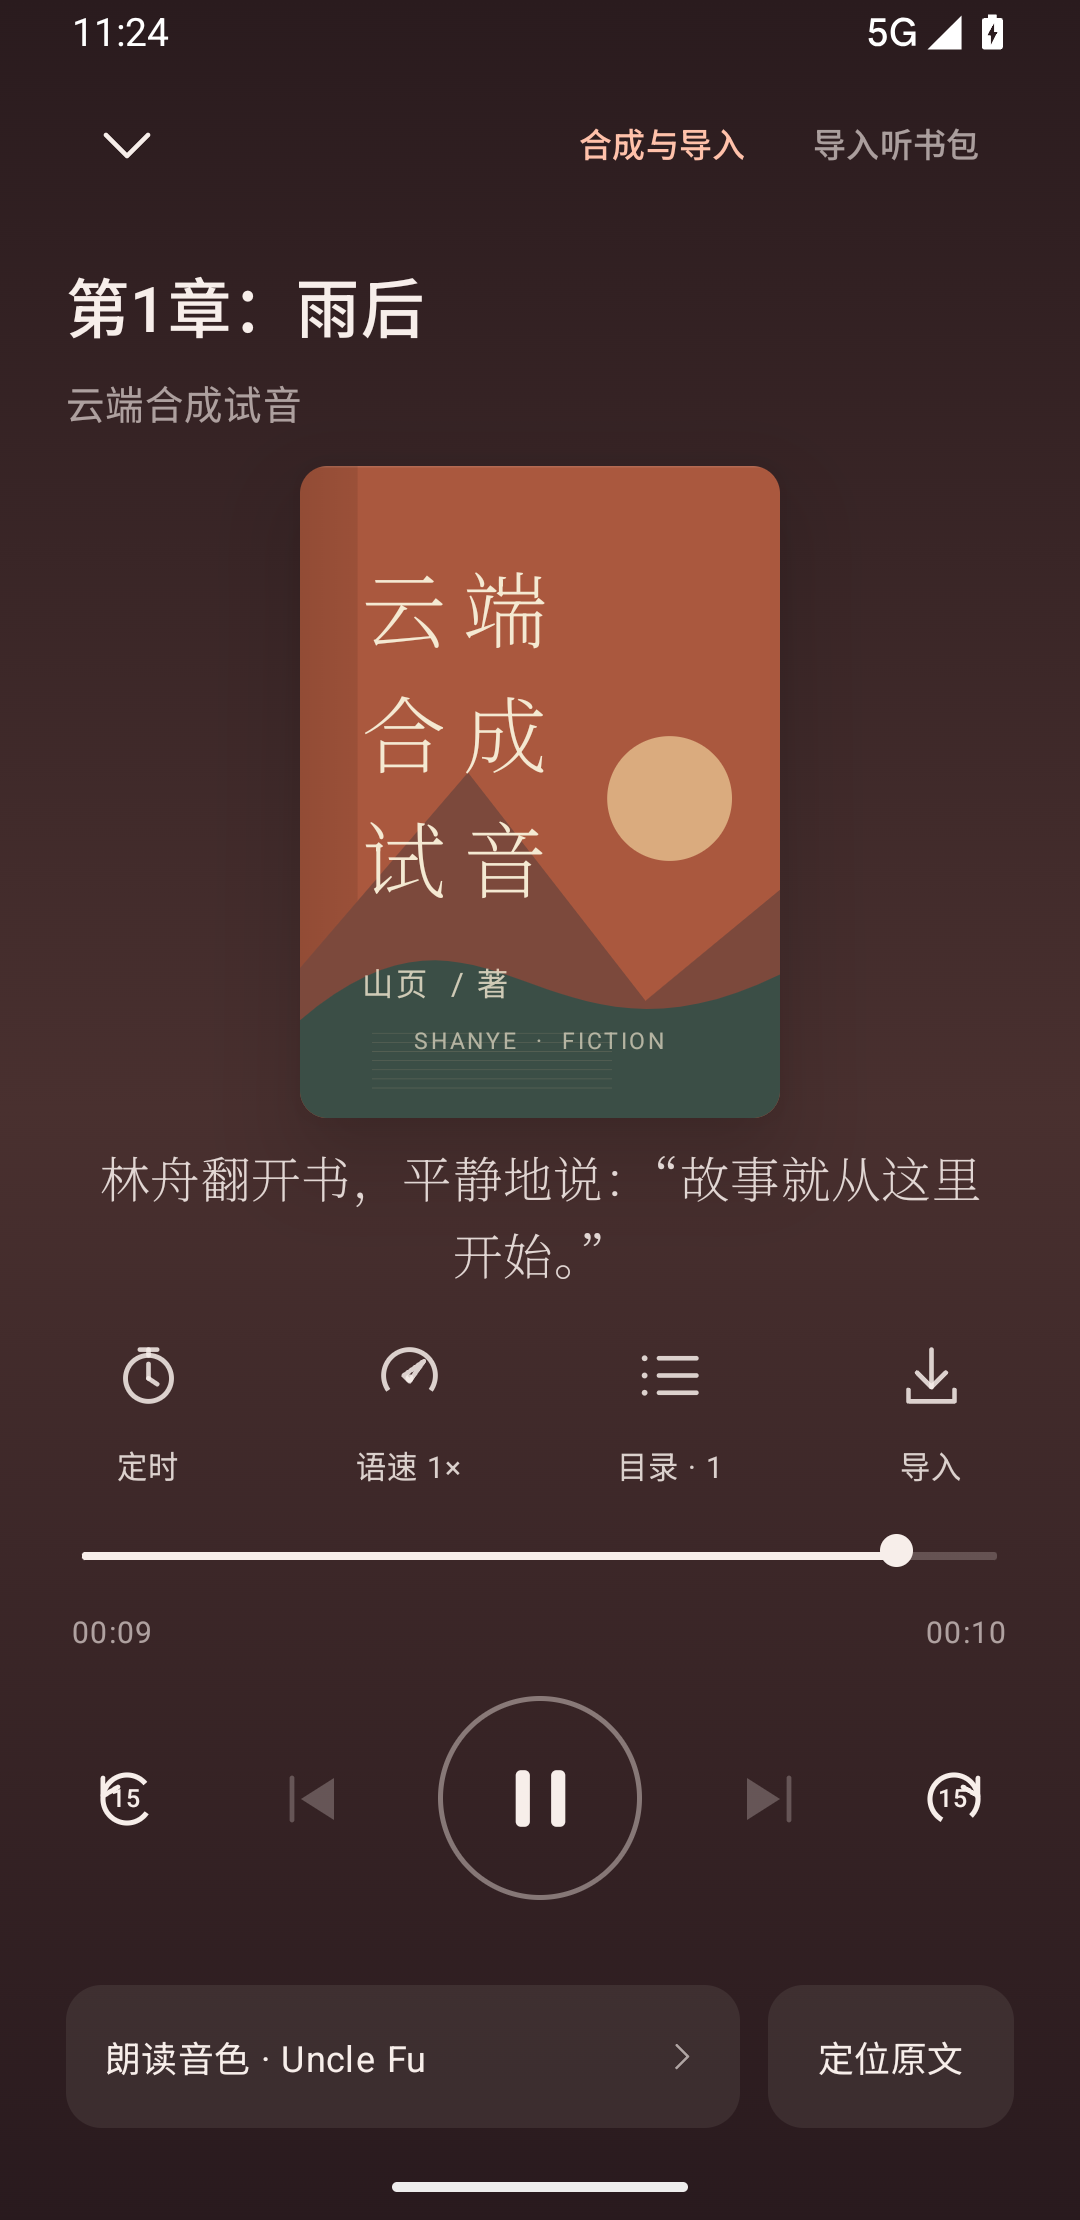 11:24
5G
合成与导入
导入听书包
第1章：雨后
云端合成试音
云端
合成
试音
山页 / 著
SHANYE · FICTION
林舟翻开书，平静地说：“故事就从这里
开始。”
定时
语速 1×
目录 · 1
导入
00:09
00:10
15
15
朗读音色 · Uncle Fu
定位原文